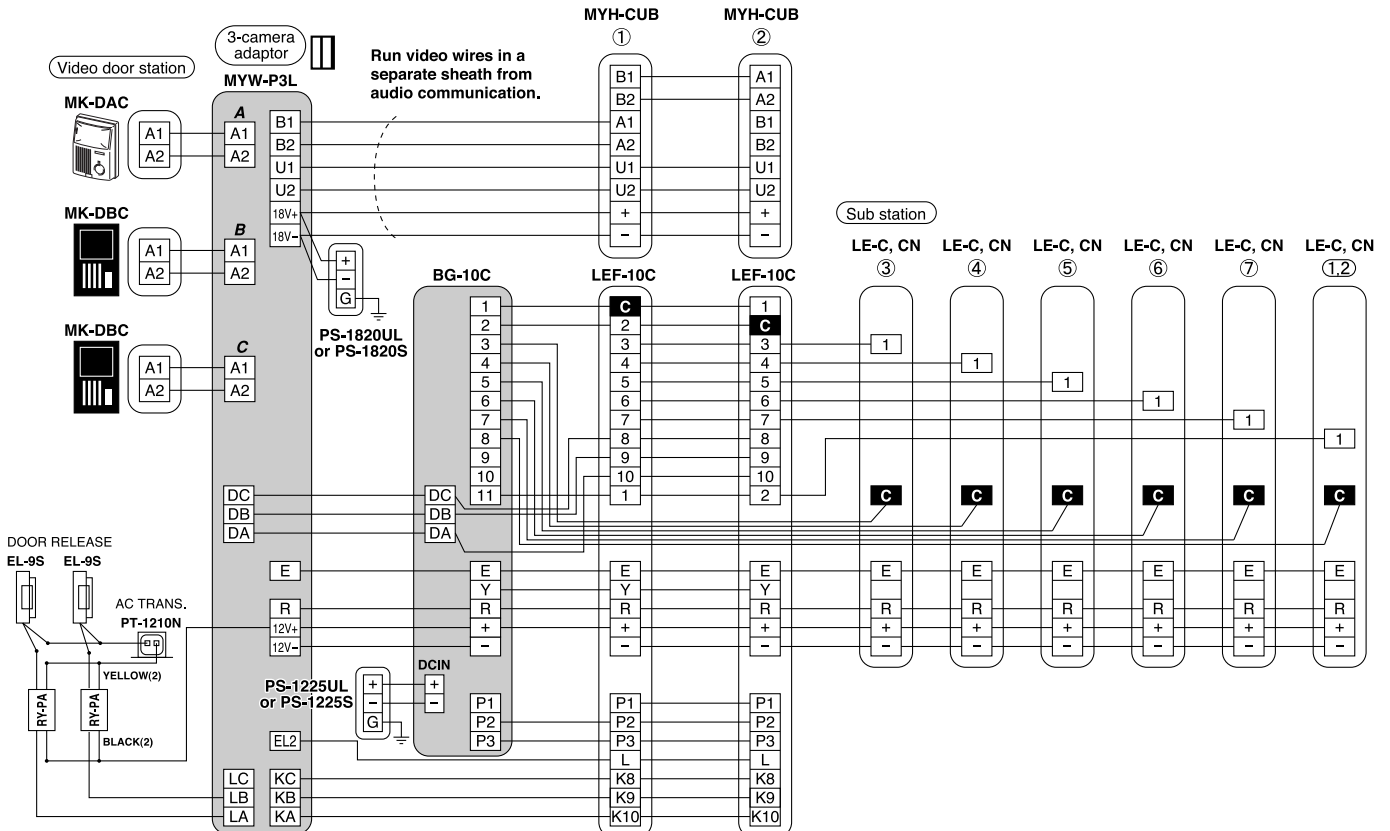 MYH-CUB
①
MYH-CUB
②
3-camera
adaptor
Run video wires in a
separate sheath from
audio communication.
Video door station
MYW-P3L
MK-DAC
A1
A2
A
A1
A2
B1
B2
U1
U2
18V+
18V−
B1
B2
A1
A2
U1
U2
+
−
A1
A2
B1
B2
U1
U2
+
−
MK-DBC
A1
A2
B
A1
A2
+
−
G
PS-1820UL
or PS-1820S
MK-DBC
A1
A2
C
A1
A2
Sub station
BG-10C
1
2
3
4
5
6
7
8
9
10
11
DC
DB
DA
LEF-10C
C
2
3
4
5
6
7
8
9
10
1
LEF-10C
1
C
3
4
5
6
7
8
9
10
2
LE-C, CN
③
1
C
LE-C, CN
④
1
C
LE-C, CN
⑤
1
C
LE-C, CN
⑥
1
C
LE-C, CN
⑦
1
C
LE-C, CN
1,2
1
C
DC
DB
DA
E
R
12V+
12V−
E
Y
R
+
−
E
Y
R
+
−
E
Y
R
+
−
E
R
+
−
E
R
+
−
E
R
+
−
E
R
+
−
E
R
+
−
E
R
+
−
DOOR RELEASE
EL-9S
EL-9S
AC TRANS.
PT-1210N
YELLOW(2)
RY-PA
RY-PA
BLACK(2)
PS-1225UL
or PS-1225S
+
−
G
DCIN
+
−
P1
P2
P3
P1
P2
P3
L
K8
K9
K10
P1
P2
P3
L
K8
K9
K10
EL2
LC
LB
LA
KC
KB
KA